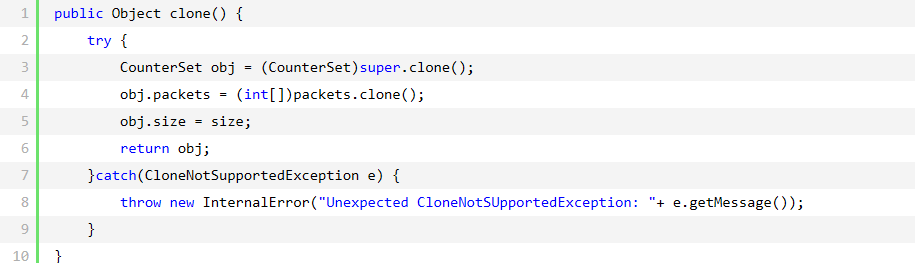 1 public Object clone() {
2     try {
3         CounterSet obj = (CounterSet)super.clone();
4         obj.packets = (int[])packets.clone();
5         obj.size = size;
6         return obj;
7     }catch(CloneNotSupportedException e) {
8         throw new InternalError("Unexpected CloneNotSUpportedException: "+ e.getMessage());
9     }
10 }